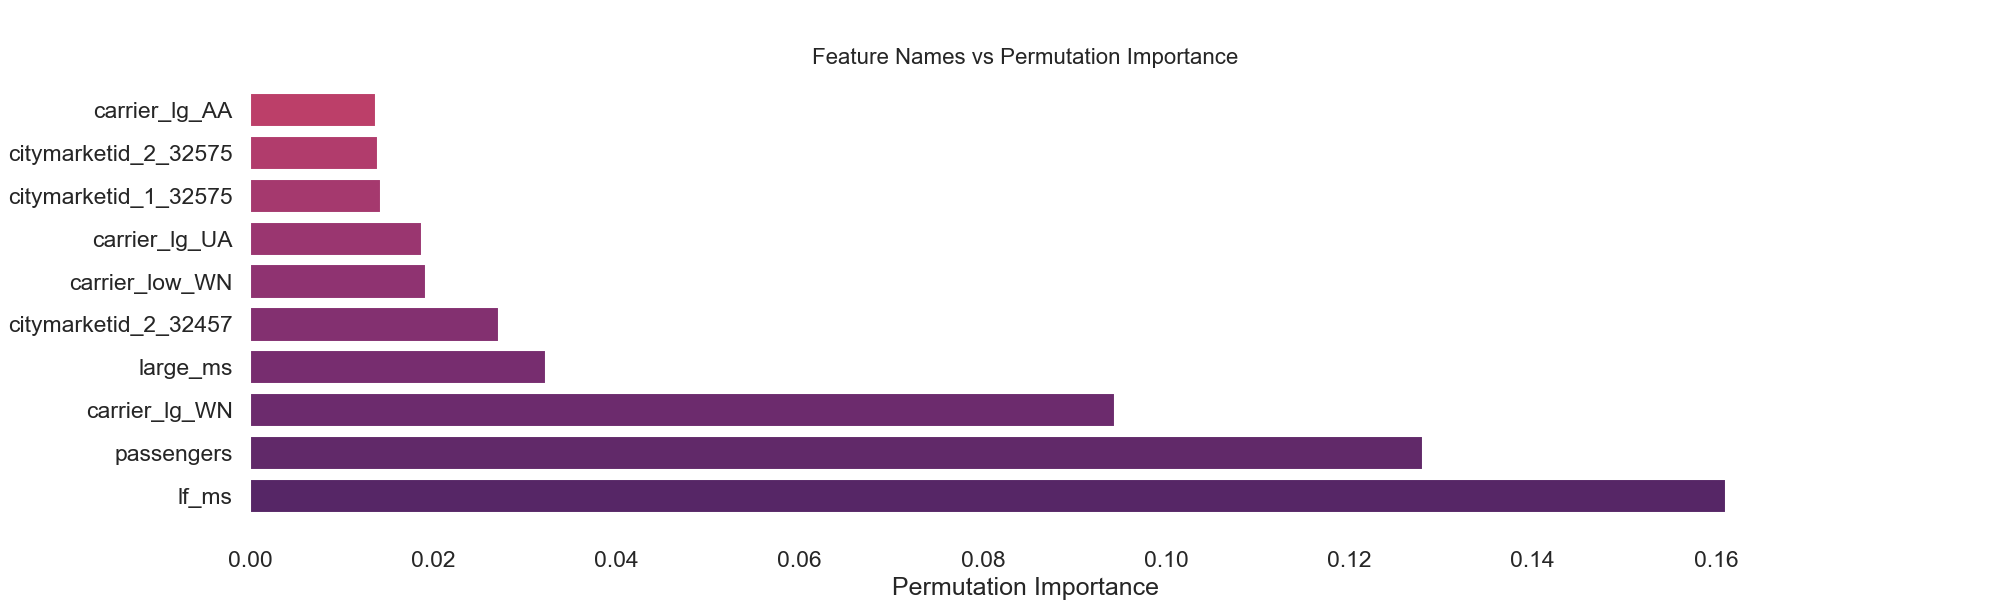 Feature Names vs Permutation Importance
carrier_lg_AA
citymarketid_2_32575
citymarketid_1_32575
carrier_lg_UA
carrier_low_WN
citymarketid_2_32457
large_ms
carrier_lg_WN
passengers
lf_ms
0.00 0.02 0.04 0.06 0.08 0.10 0.12 0.14 0.16
Permutation Importance